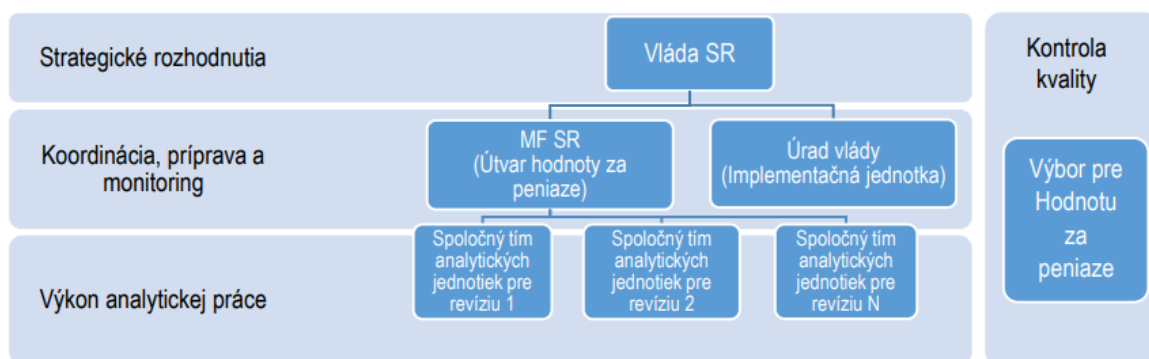 Strategické rozhodnutia
Vláda SR
Koordinácia, príprava a
monitoring
MF SR
(Útvar hodnoty za
peniaze)
Úrad vlády
(Implementačná jednotka)
Výkon analytickej práce
Spoločný tím
analytických
jednotiek pre
revíziu 1
Spoločný tím
analytických
jednotiek pre
revíziu 2
Spoločný tím
analytických
jednotiek pre
revíziu N
Kontrola
kvality
Výbor pre
Hodnotu
za
peniaze